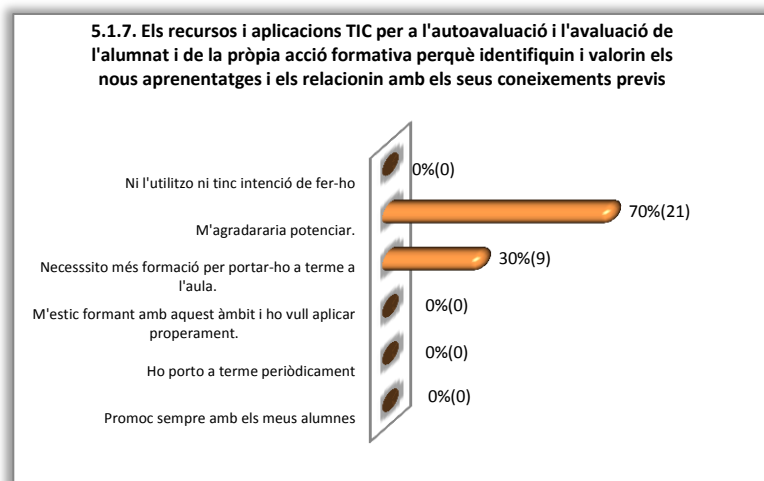 5.1.7. Els recursos i aplicacions TIC per a l'autoavaluació i l'avaluació de
l'alumnat i de la pròpia acció formativa perquè identifiquin i valorin els
nous aprenentatges i els relacionin amb els seus coneixements previs
Ni l'utilitzo ni tinc intenció de fer-ho
0%(0)
M'agradararia potenciar.
70%(21)
Necesssito més formació per portar-ho a terme a
l'aula.
30%(9)
M'estic formant amb aquest àmbit i ho vull aplicar
properament.
0%(0)
Ho porto a terme periòdicament
0%(0)
Promoc sempre amb els meus alumnes
0%(0)